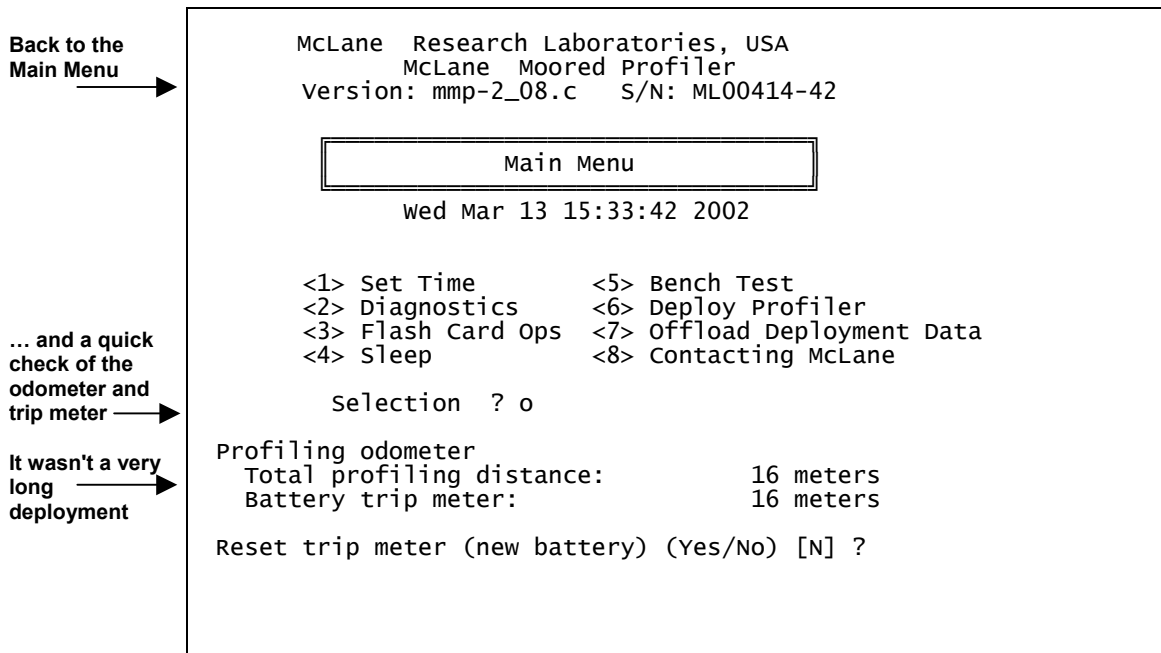 Back to the
Main Menu
McLane Research Laboratories, USA
McLane Moored Profiler
Version: mmp-2_08.c S/N: ML00414-42
Main Menu
Wed Mar 13 15:33:42 2002
<1> Set Time <5> Bench Test
<2> Diagnostics <6> Deploy Profiler
<3> Flash Card Ops <7> Offload Deployment Data
<4> Sleep <8> Contacting McLane
… and a quick
check of the
odometer and
trip meter
Selection ? o
It wasn't a very
long
deployment
Profiling odometer
Total profiling distance: 16 meters
Battery trip meter: 16 meters
Reset trip meter (new battery) (Yes/No) [N] ?